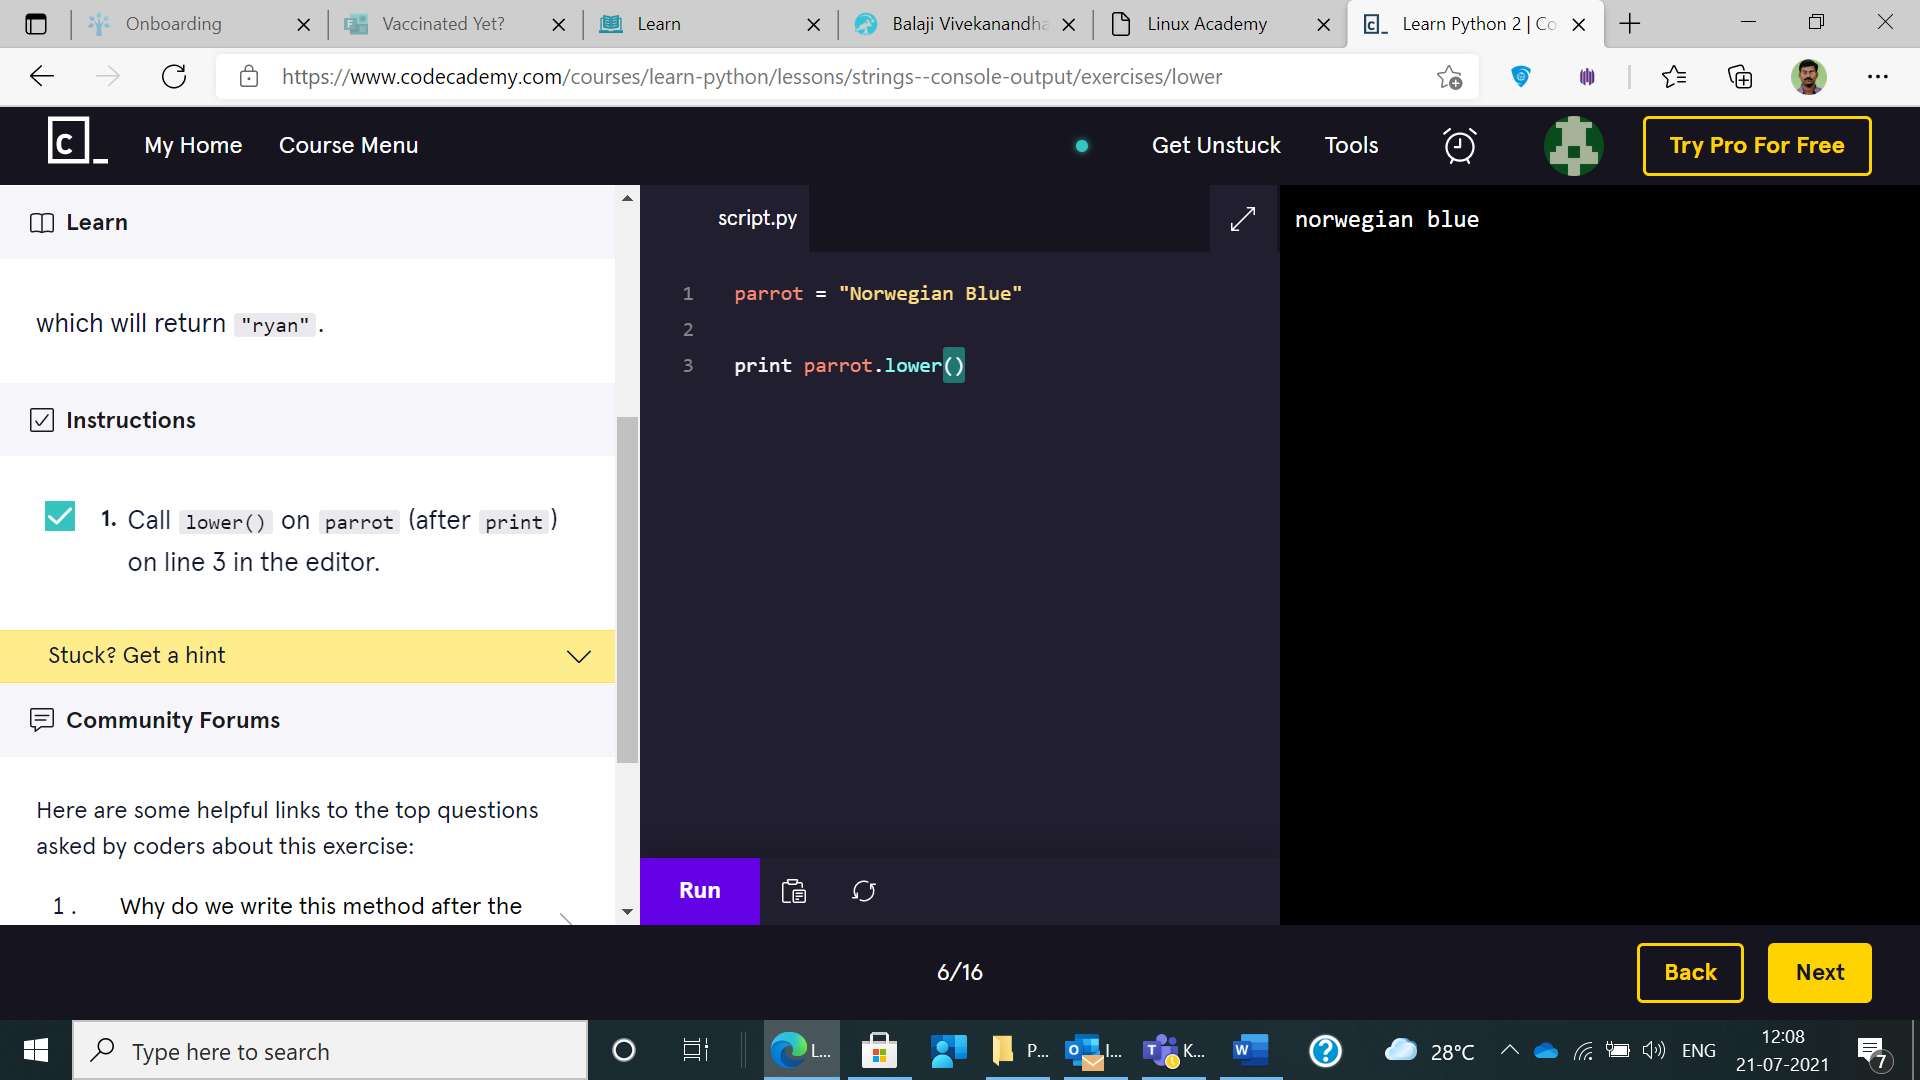 Onboarding
Vaccinated Yet?
Learn
Balaji Vivekanandha
Linux Academy
Learn Python 2 | Co
https://www.codecademy.com/courses/learn-python/lessons/strings--console-output/exercises/lower
My Home
Course Menu
Get Unstuck
Tools
Try Pro For Free
Learn
which will return "ryan".
Instructions
1. Call lower() on parrot (after print)
on line 3 in the editor.
Stuck? Get a hint
Community Forums
Here are some helpful links to the top questions
asked by coders about this exercise:
1. Why do we write this method after the
script.py
1 parrot = "Norwegian Blue"
2
3 print parrot.lower()
Run
norwegian blue
6/16
Back
Next
Type here to search
L...
P...
I...
K...
28°C
ENG
12:08
21-07-2021
7